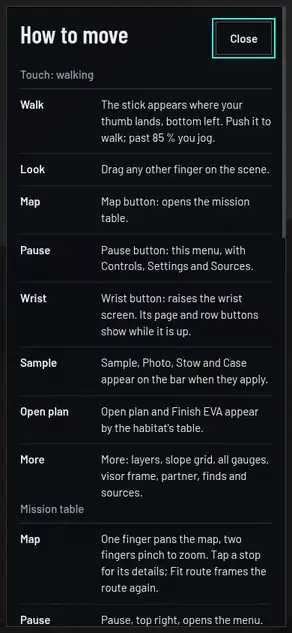 How to move
Close
Touch: walking
Walk
The stick appears where your
thumb lands, bottom left. Push it to
walk; past 85 % you jog.
Look
Drag any other finger on the scene.
Map
Map button: opens the mission
table.
Pause
Pause button: this menu, with
Controls, Settings and Sources.
Wrist
Wrist button: raises the wrist
screen. Its page and row buttons
show while it is up.
Sample
Sample, Photo, Stow and Case
appear on the bar when they apply.
Open plan
Open plan and Finish EVA appear
by the habitat's table.
More
More: layers, slope grid, all gauges,
visor frame, partner, finds and
sources.
Mission table
Map
One finger pans the map, two
fingers pinch to zoom. Tap a stop
for its details; Fit route frames the
route again.
Pause
Pause, top right, opens the menu.